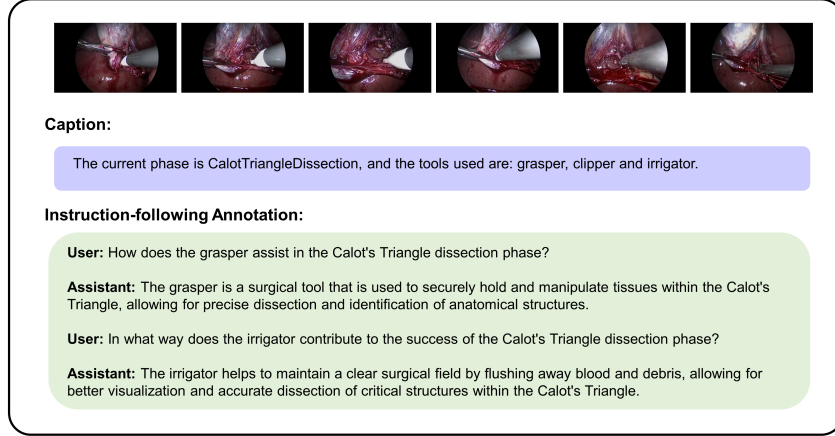 Caption:
The current phase is CalotTriangleDissection, and the tools used are: grasper, clipper and irrigator.
Instruction-following Annotation:
User: How does the grasper assist in the Calot's Triangle dissection phase?
Assistant: The grasper is a surgical tool that is used to securely hold and manipulate tissues within the Calot's
Triangle, allowing for precise dissection and identification of anatomical structures.
User: In what way does the irrigator contribute to the success of the Calot's Triangle dissection phase?
Assistant: The irrigator helps to maintain a clear surgical field by flushing away blood and debris, allowing for
better visualization and accurate dissection of critical structures within the Calot's Triangle.